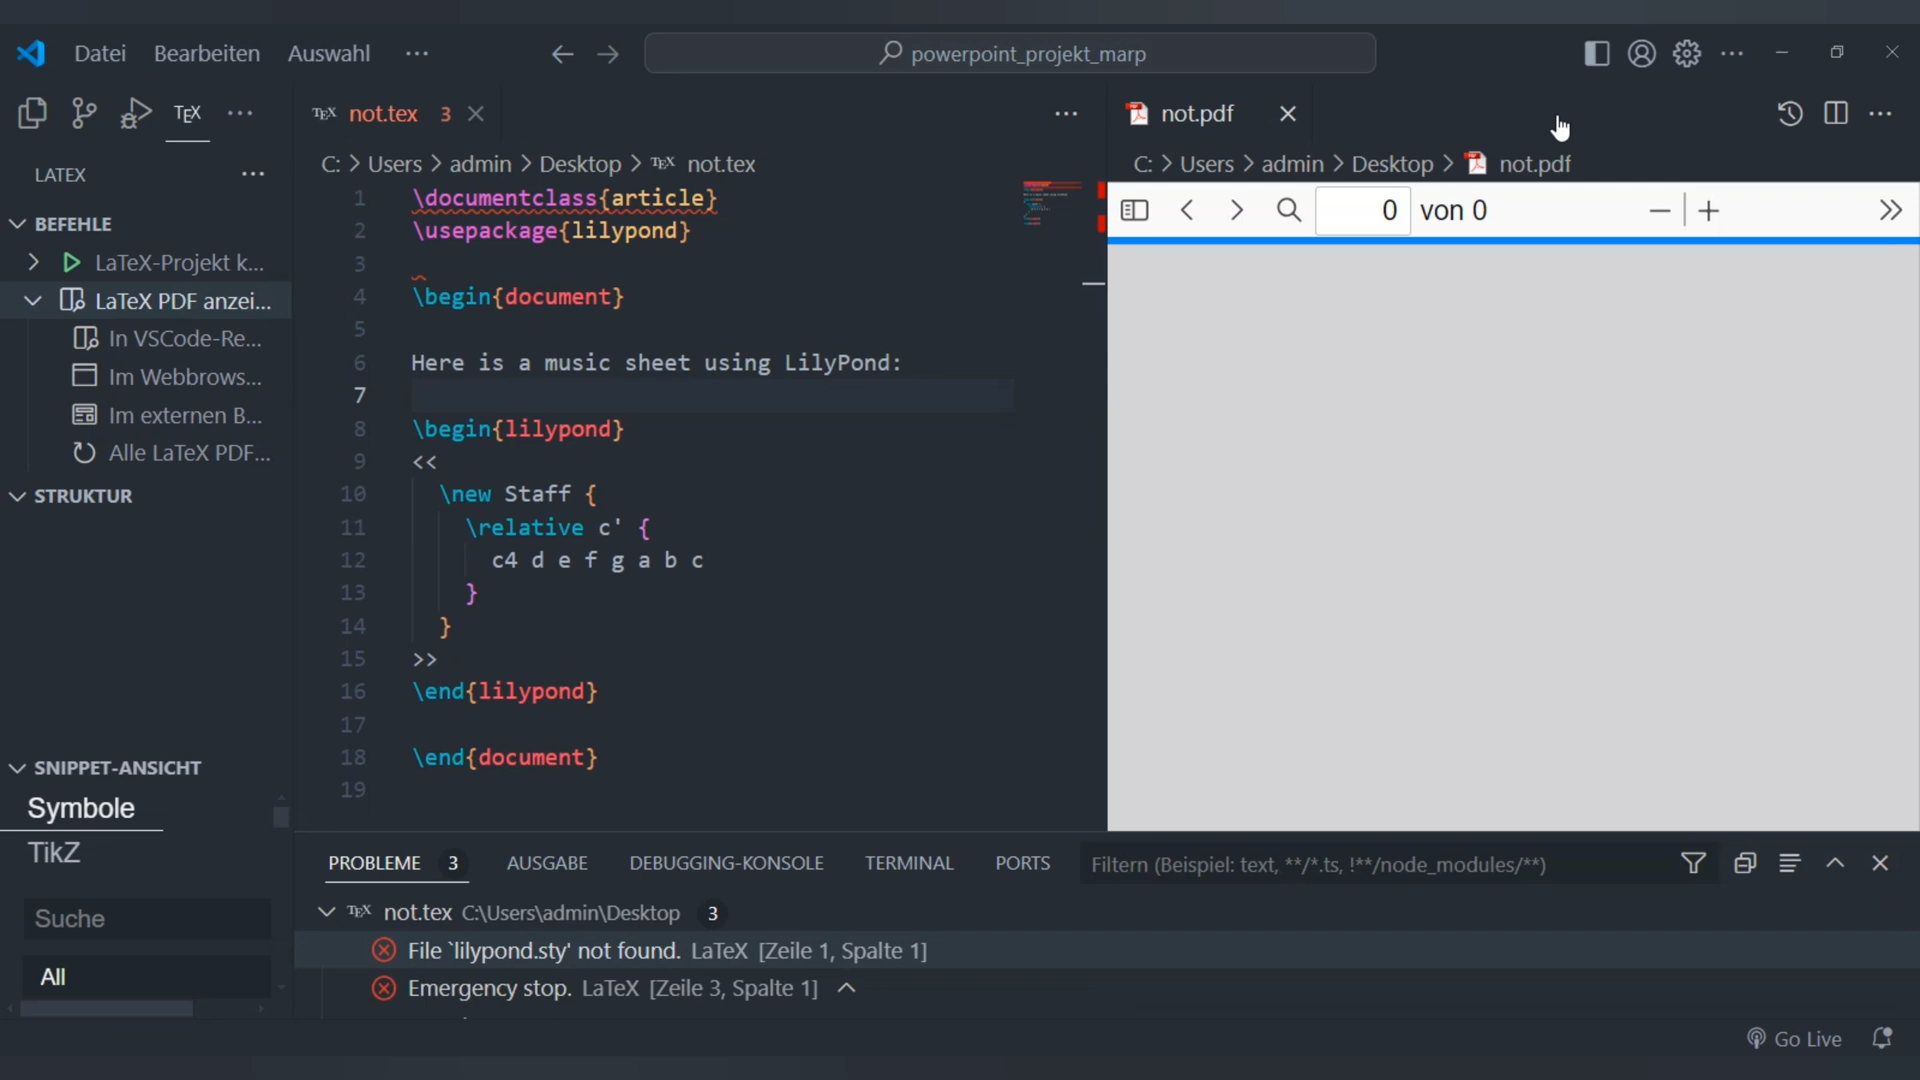 Datei Bearbeiten Auswahl ...
powerpoint_projekt_marp
TEX ...
TEX not.tex 3
...
not.pdf
...
LATEX ...
C: > Users > admin > Desktop > TEX not.tex
C: > Users > admin > Desktop > not.pdf
BEFEHLE
LaTeX-Projekt k...
LaTeX PDF anzei...
In VSCode-Re...
Im Webbrows...
Im externen B...
Alle LaTeX PDF...
STRUKTUR
SNIPPET-ANSICHT
Symbole
TikZ
Suche
All
1 \documentclass{article}
2 \usepackage{lilypond}
3
4 \begin{document}
5
6 Here is a music sheet using LilyPond:
7
8 \begin{lilypond}
9 <<
10 \new Staff {
11 \relative c' {
12 c4 d e f g a b c
13 }
14 }
15 >>
16 \end{lilypond}
17
18 \end{document}
19
0 von 0
PROBLEME 3 AUSGABE DEBUGGING-KONSOLE TERMINAL PORTS
Filtern (Beispiel: text, **/*.ts, !**/node_modules/**)
TEX not.tex C:\Users\admin\Desktop 3
File `lilypond.sty' not found. LaTeX [Zeile 1, Spalte 1]
Emergency stop. LaTeX [Zeile 3, Spalte 1]
Go Live